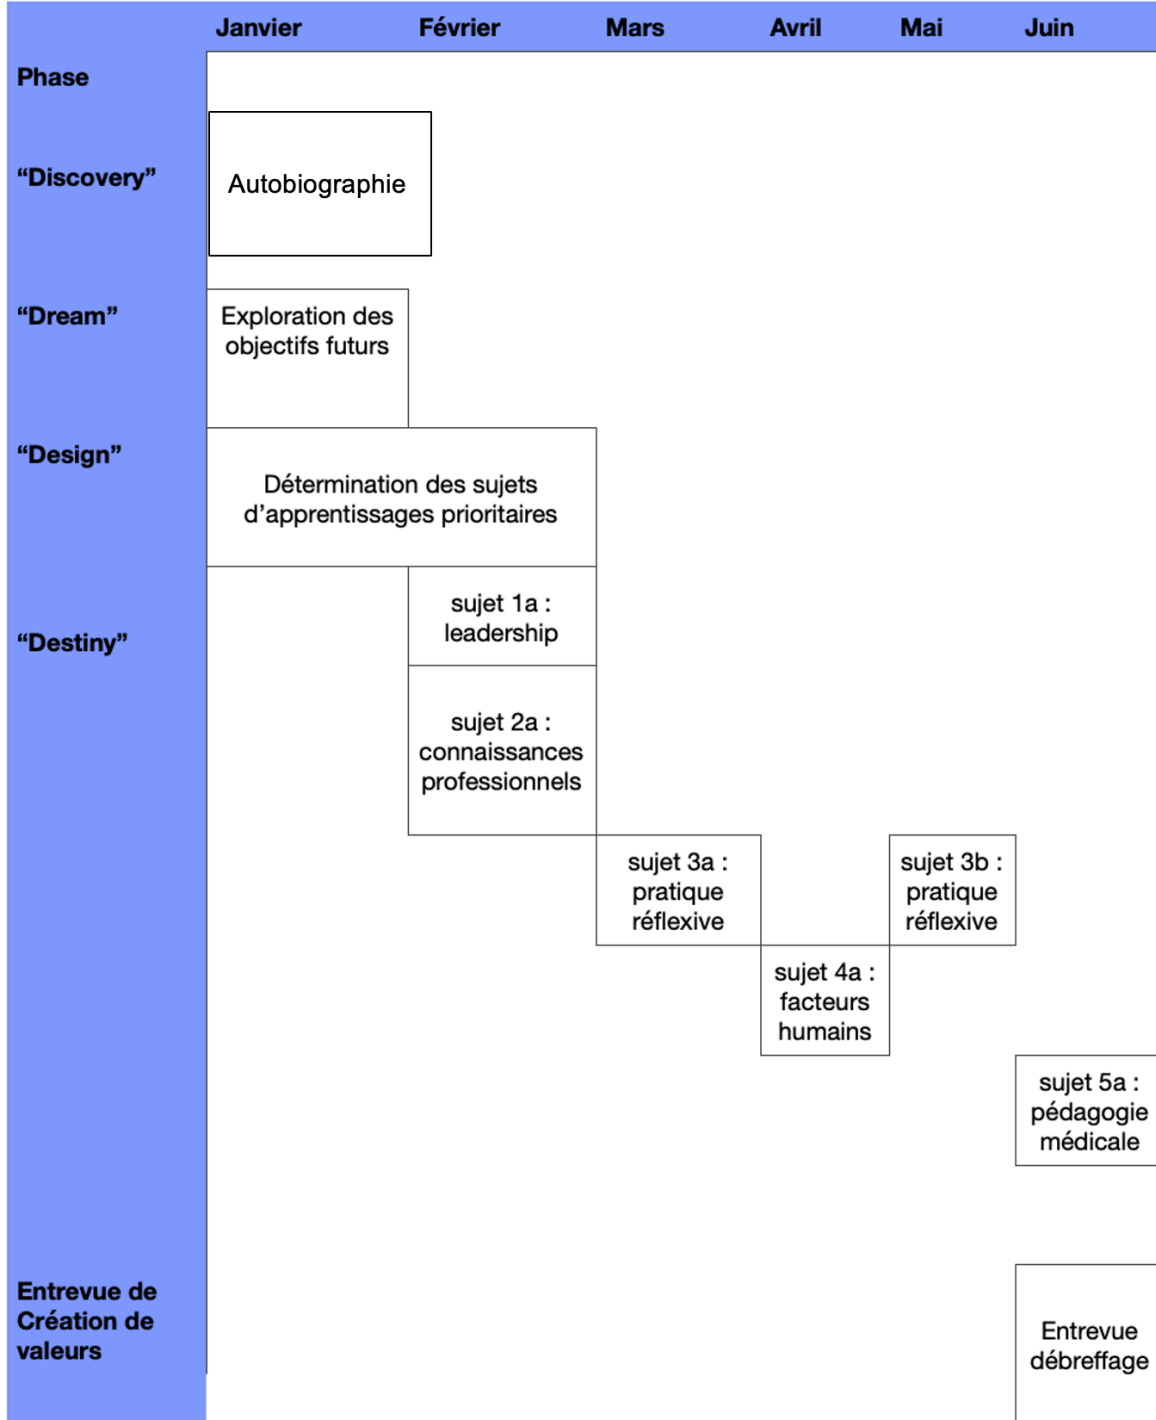 Janvier Février Mars Avril Mai Juin
Phase
“Discovery”
Autobiographie
“Dream”
Exploration des
objectifs futurs
“Design”
Détermination des sujets
d’apprentissages prioritaires
“Destiny”
sujet 1a :
leadership
sujet 2a :
connaissances
professionnels
sujet 3a :
pratique
réflexive
sujet 3b :
pratique
réflexive
sujet 4a :
facteurs
humains
sujet 5a :
pédagogie
médicale
Entrevue de
Création de
valeurs
Entrevue
débreffage